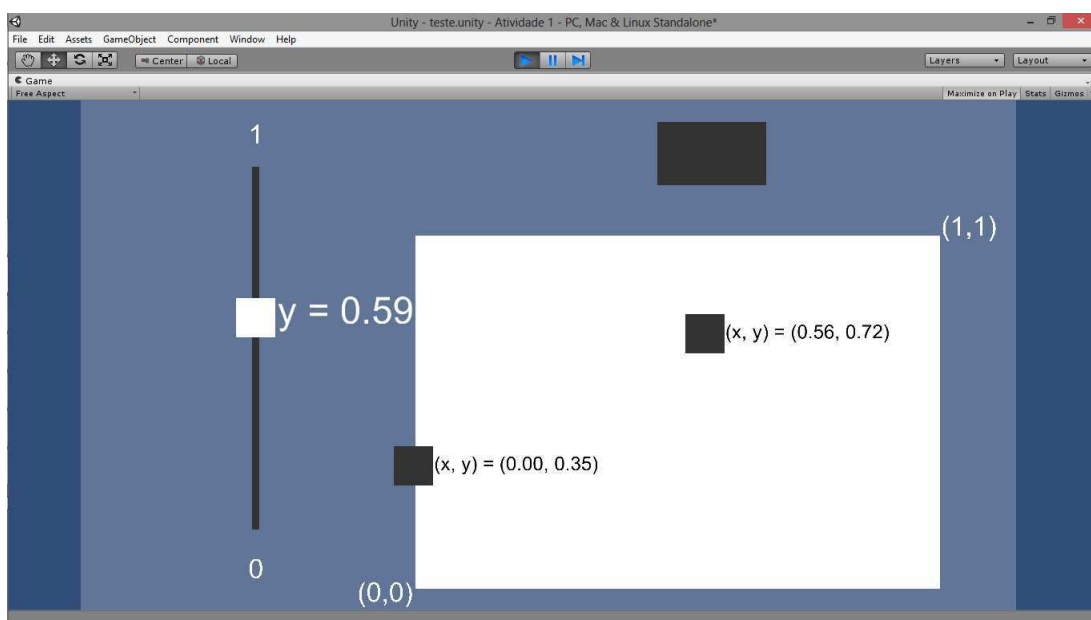 Unity - teste.unity - Atividade 1 - PC, Mac & Linux Standalone*
File Edit Assets GameObject Component Window Help
Center Local Layers Layout
Game
Free Aspect Maximize on Play Stats Gizmos
1
(1,1)
y = 0.59
(x, y) = (0.56, 0.72)
(x, y) = (0.00, 0.35)
0
(0,0)